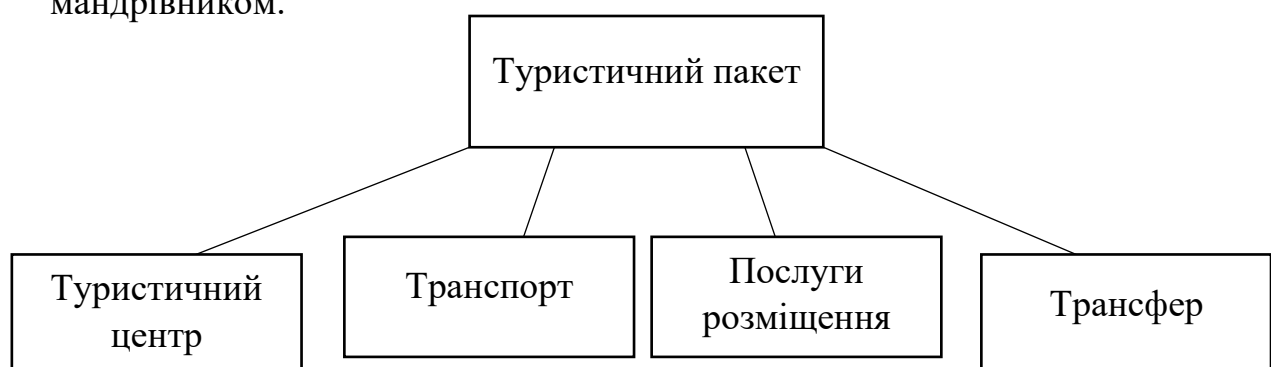 мандрівником.
Туристичний пакет
Туристичний
центр
Транспорт
Послуги
розміщення
Трансфер